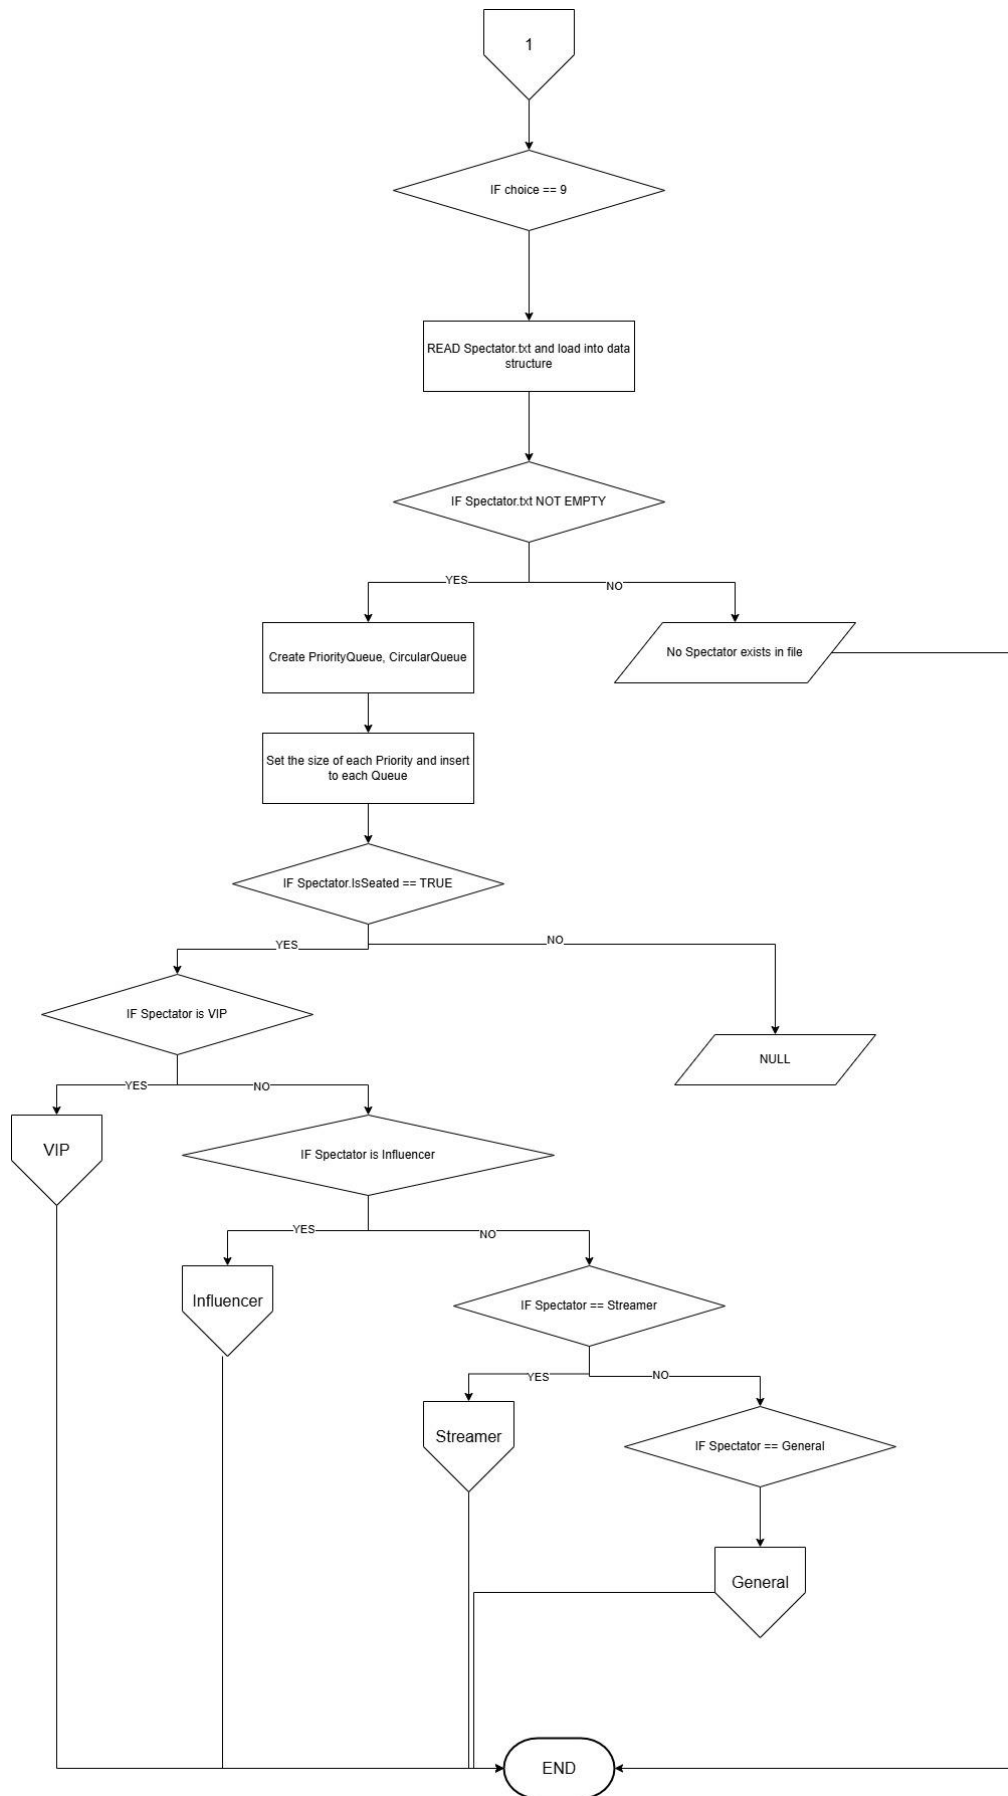 1
IF choice == 9
READ Spectator.txt and load into data
structure
IF Spectator.txt NOT EMPTY
YES
NO
Create PriorityQueue, CircularQueue
No Spectator exists in file
Set the size of each Priority and insert
to each Queue
IF Spectator.IsSeated == TRUE
YES
NO
IF Spectator is VIP
NULL
YES
NO
VIP
IF Spectator is Influencer
YES
NO
Influencer
IF Spectator == Streamer
YES
NO
Streamer
IF Spectator == General
General
END